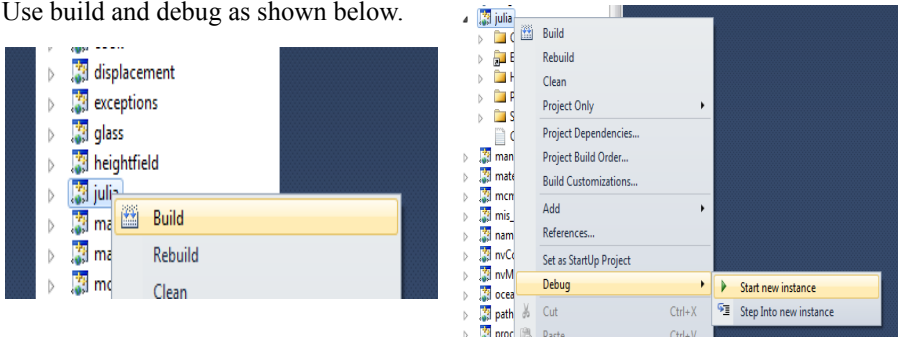 Use build and debug as shown below.
displacement
exceptions
glass
heightfield
julia
Build
Rebuild
Clean
julia
Build
Rebuild
Clean
Project Only
Project Dependencies...
Project Build Order...
Build Customizations...
Add
References...
Set as StartUp Project
Debug
Start new instance
Step Into new instance
Cut Ctrl+X
Paste Ctrl+V